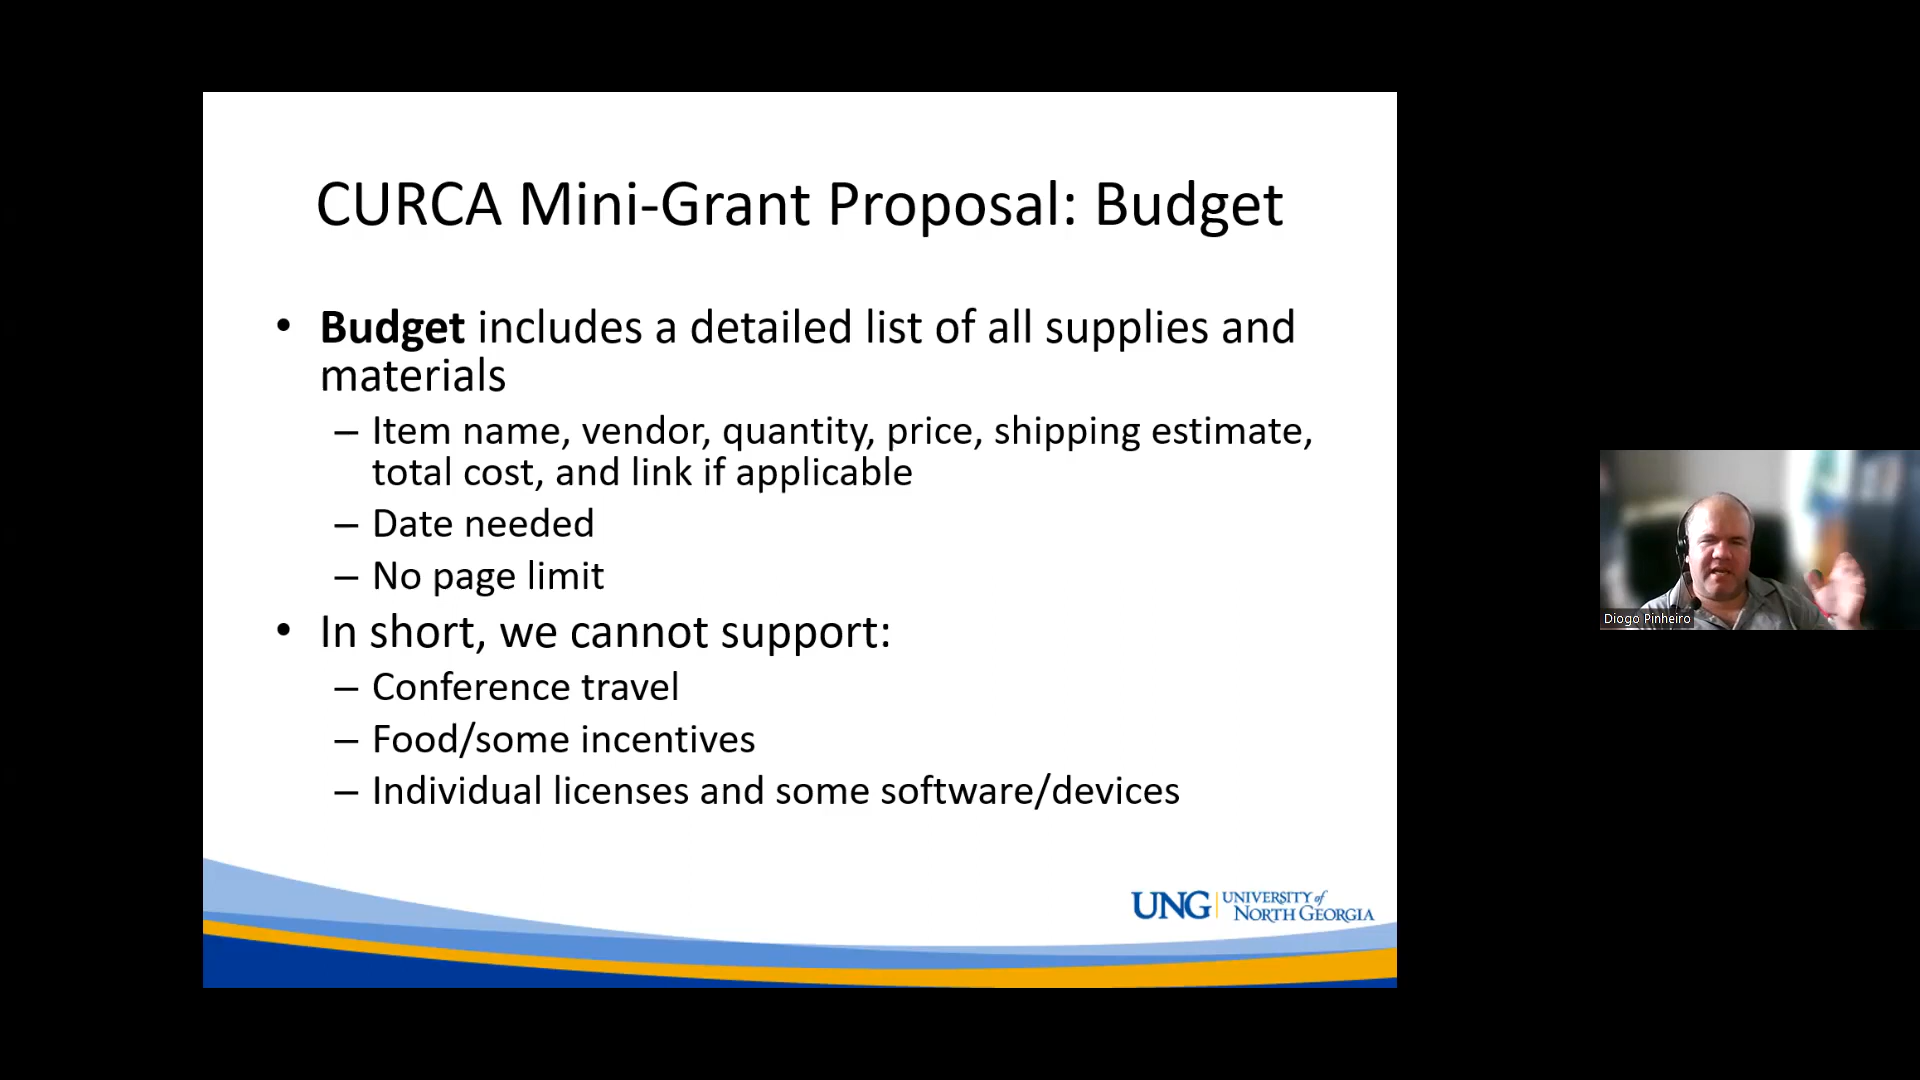 CURCA Mini-Grant Proposal: Budget
• Budget includes a detailed list of all supplies and
materials
– Item name, vendor, quantity, price, shipping estimate,
total cost, and link if applicable
– Date needed
– No page limit
• In short, we cannot support:
– Conference travel
– Food/some incentives
– Individual licenses and some software/devices
UNG | UNIVERSITY of
NORTH GEORGIA
Diogo Pinheiro